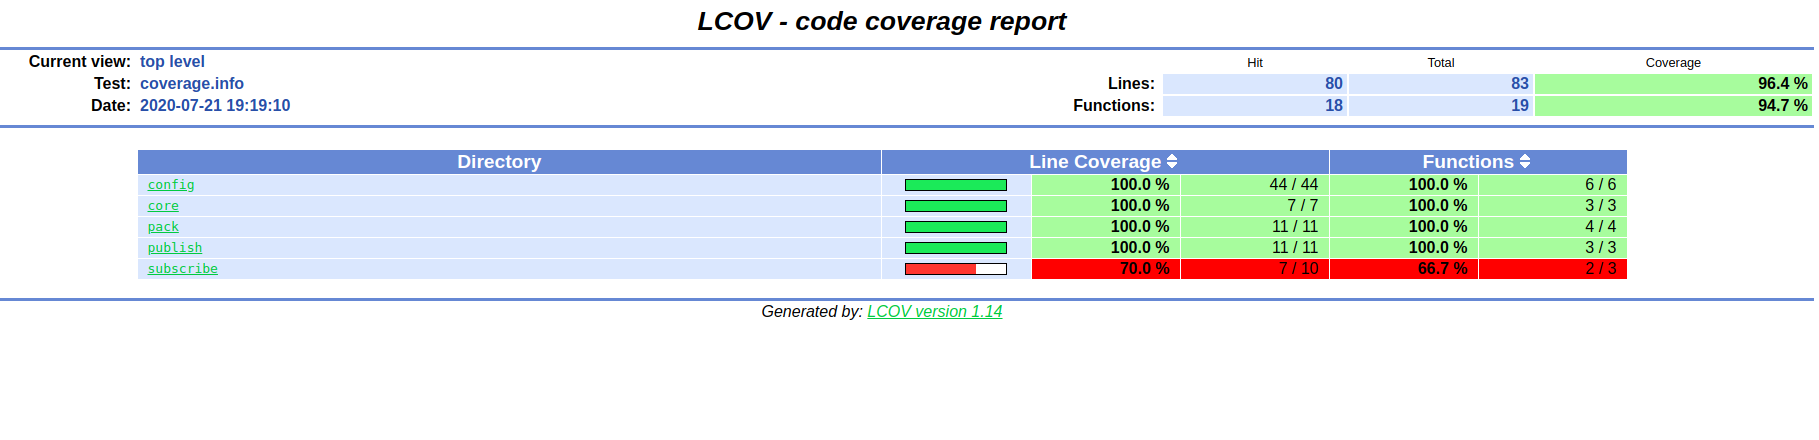 LCOV - code coverage report
Current view: top level
Hit Total Coverage
Test: coverage.info Lines: 80 83 96.4 %
Date: 2020-07-21 19:19:10 Functions: 18 19 94.7 %
Directory Line Coverage Functions
config 100.0 % 44 / 44 100.0 % 6 / 6
core 100.0 % 7 / 7 100.0 % 3 / 3
pack 100.0 % 11 / 11 100.0 % 4 / 4
publish 100.0 % 11 / 11 100.0 % 3 / 3
subscribe 70.0 % 7 / 10 66.7 % 2 / 3
Generated by: LCOV version 1.14